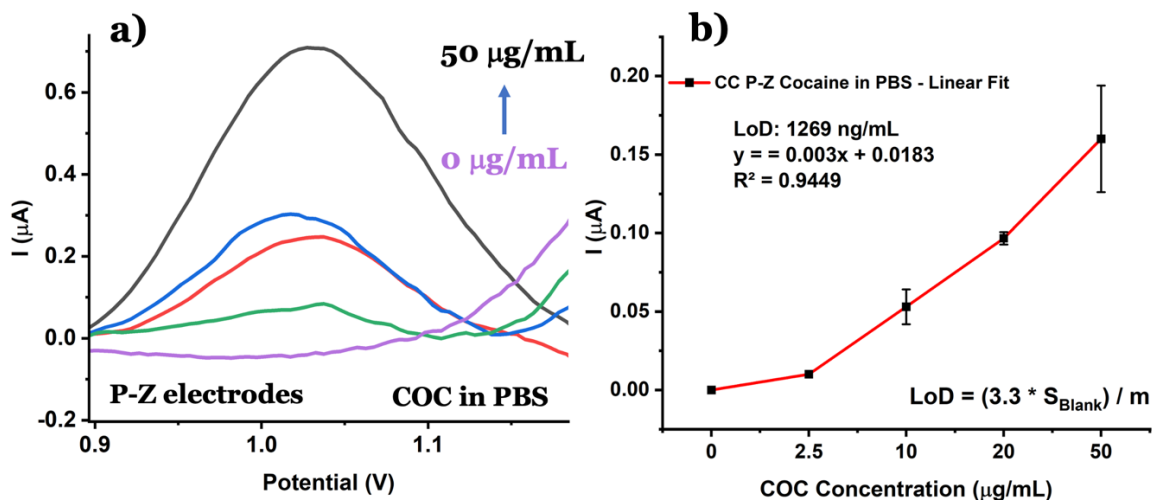 a)
50 μg/mL
0 μg/mL
P-Z electrodes
COC in PBS
I (μA)
0.6
0.4
0.2
0.0
-0.2
0.9
1.0
1.1
Potential (V)
b)
CC P-Z Cocaine in PBS - Linear Fit
LoD: 1269 ng/mL
y = = 0.003x + 0.0183
R² = 0.9449
LoD = (3.3 * S_Blank) / m
I (μA)
0.20
0.15
0.10
0.05
0.00
0
2.5
10
20
50
COC Concentration (μg/mL)